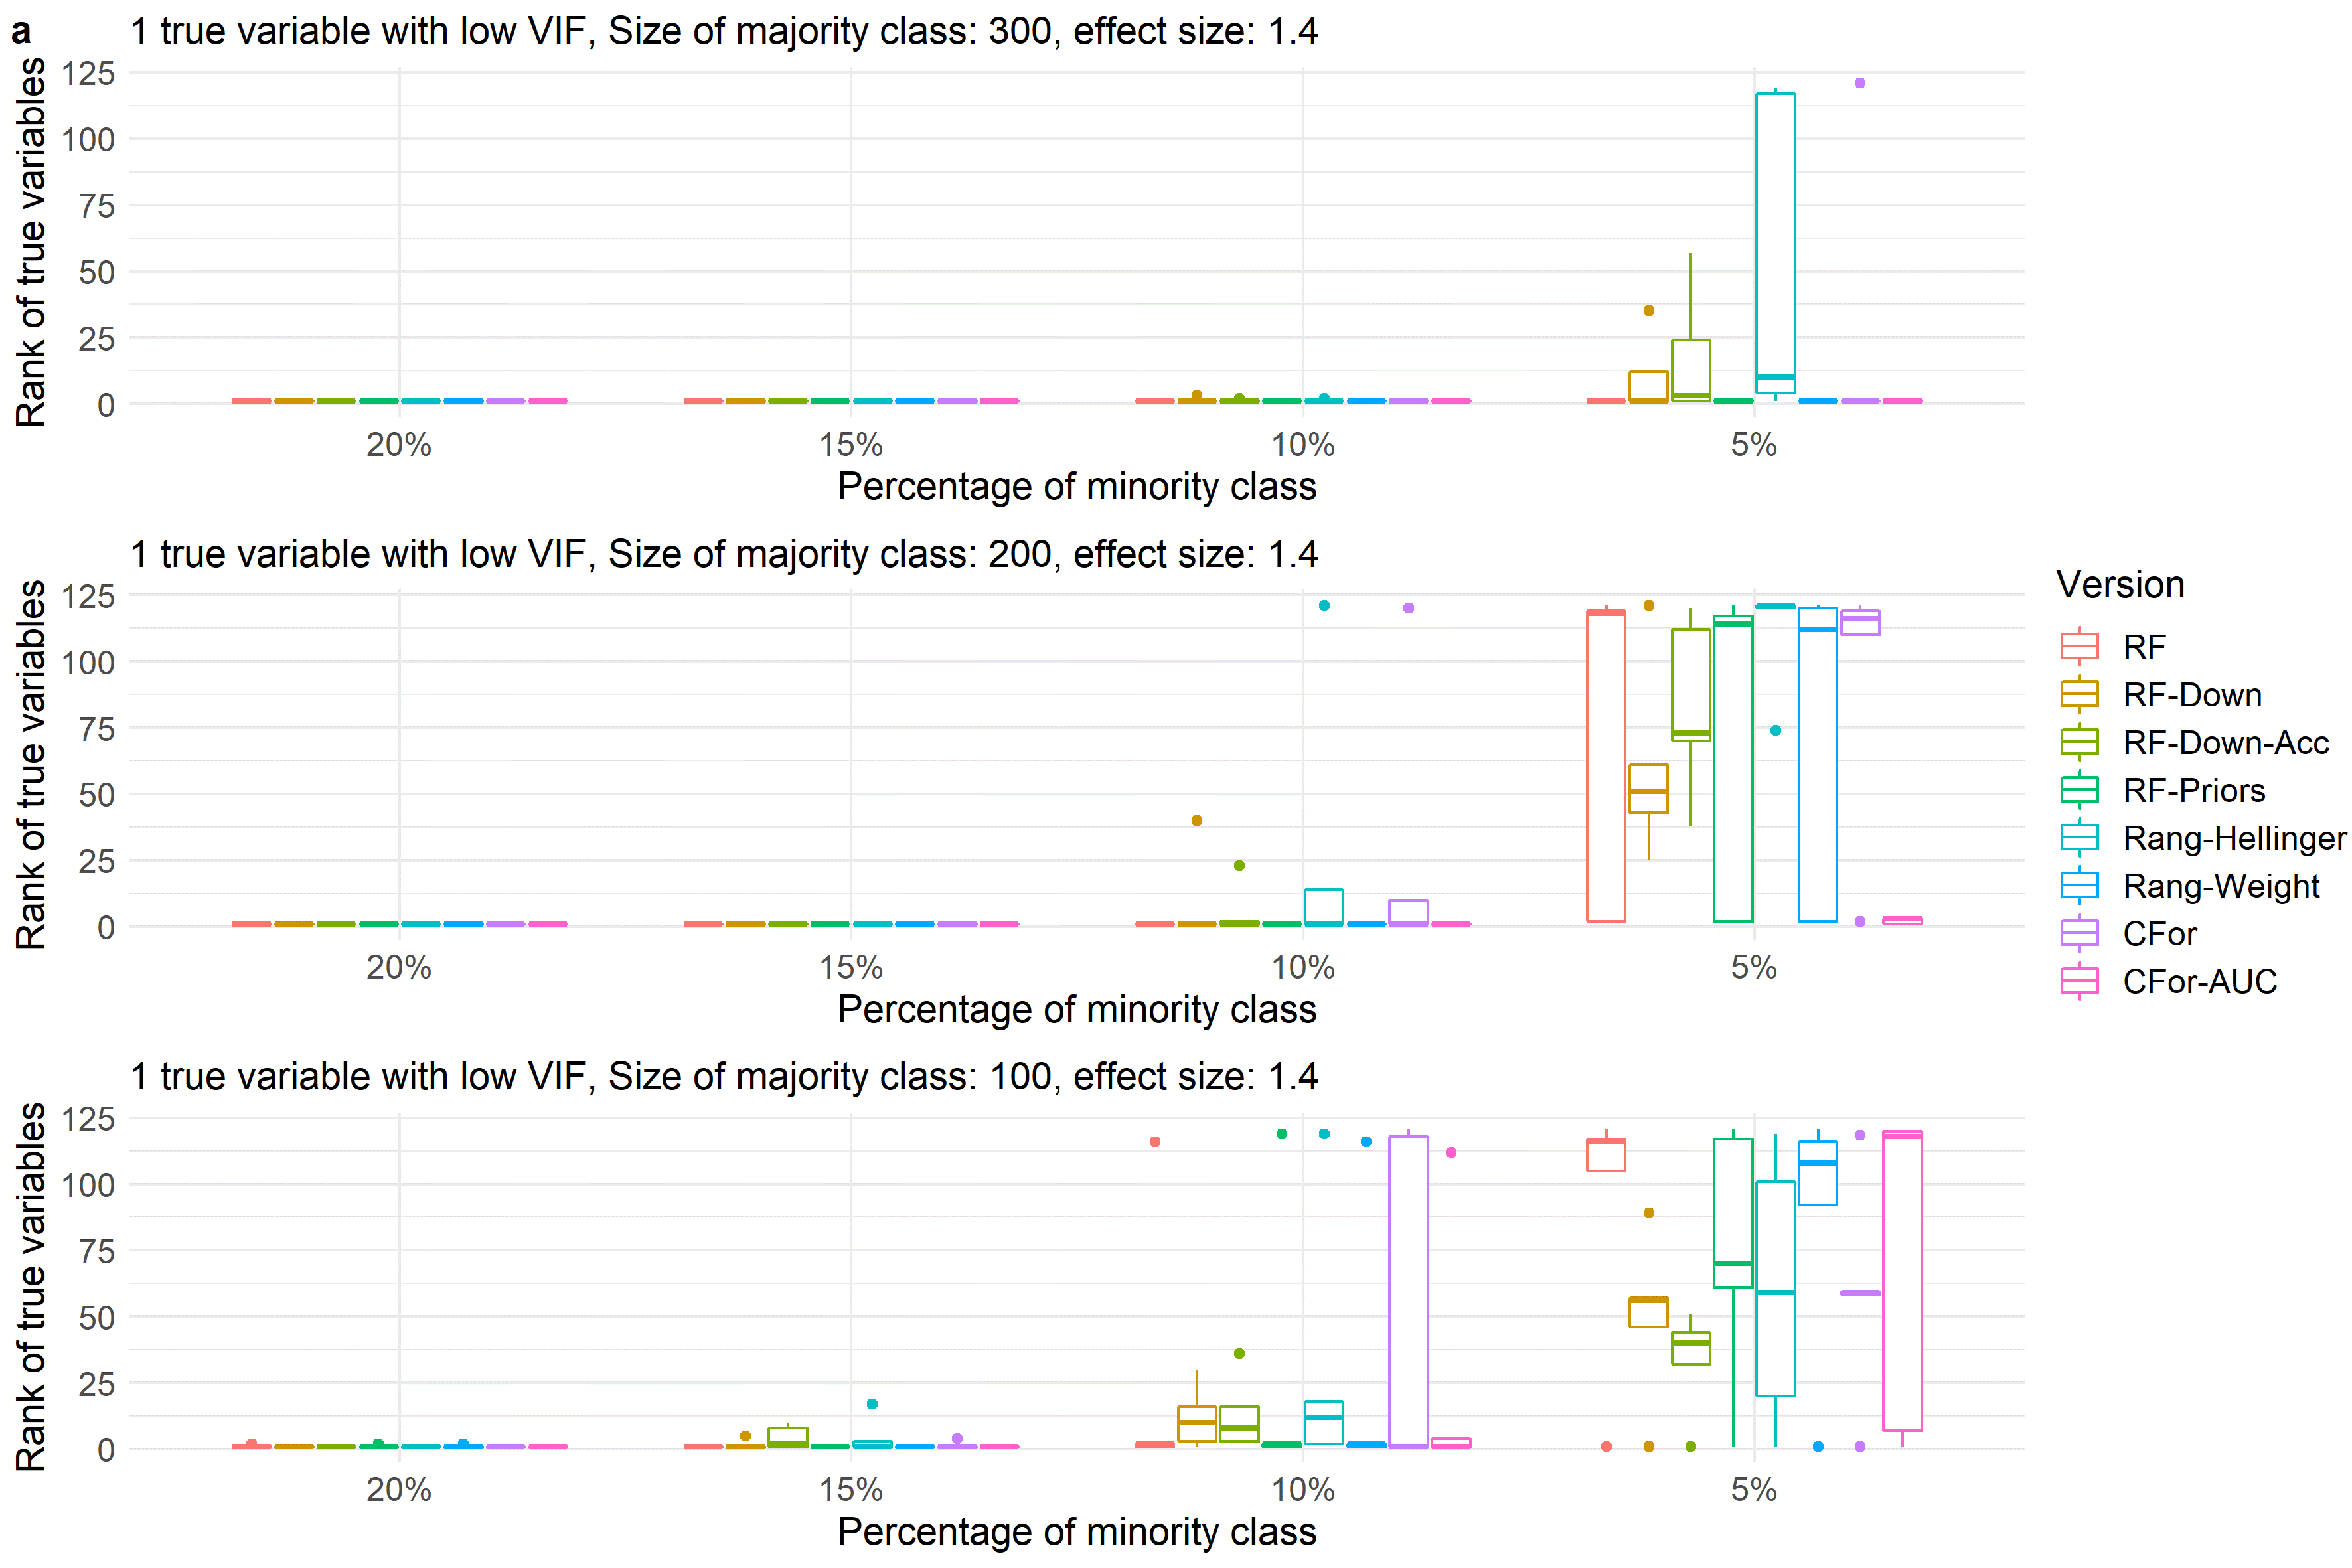 a
1 true variable with low VIF, Size of majority class: 300, effect size: 1.4
Rank of true variables
125
100
75
50
25
0
20% 15% 10% 5%
Percentage of minority class
1 true variable with low VIF, Size of majority class: 200, effect size: 1.4
Rank of true variables
125
100
75
50
25
0
20% 15% 10% 5%
Percentage of minority class
Version
RF
RF-Down
RF-Down-Acc
RF-Priors
Rang-Hellinger
Rang-Weight
CFor
CFor-AUC
1 true variable with low VIF, Size of majority class: 100, effect size: 1.4
Rank of true variables
125
100
75
50
25
0
20% 15% 10% 5%
Percentage of minority class